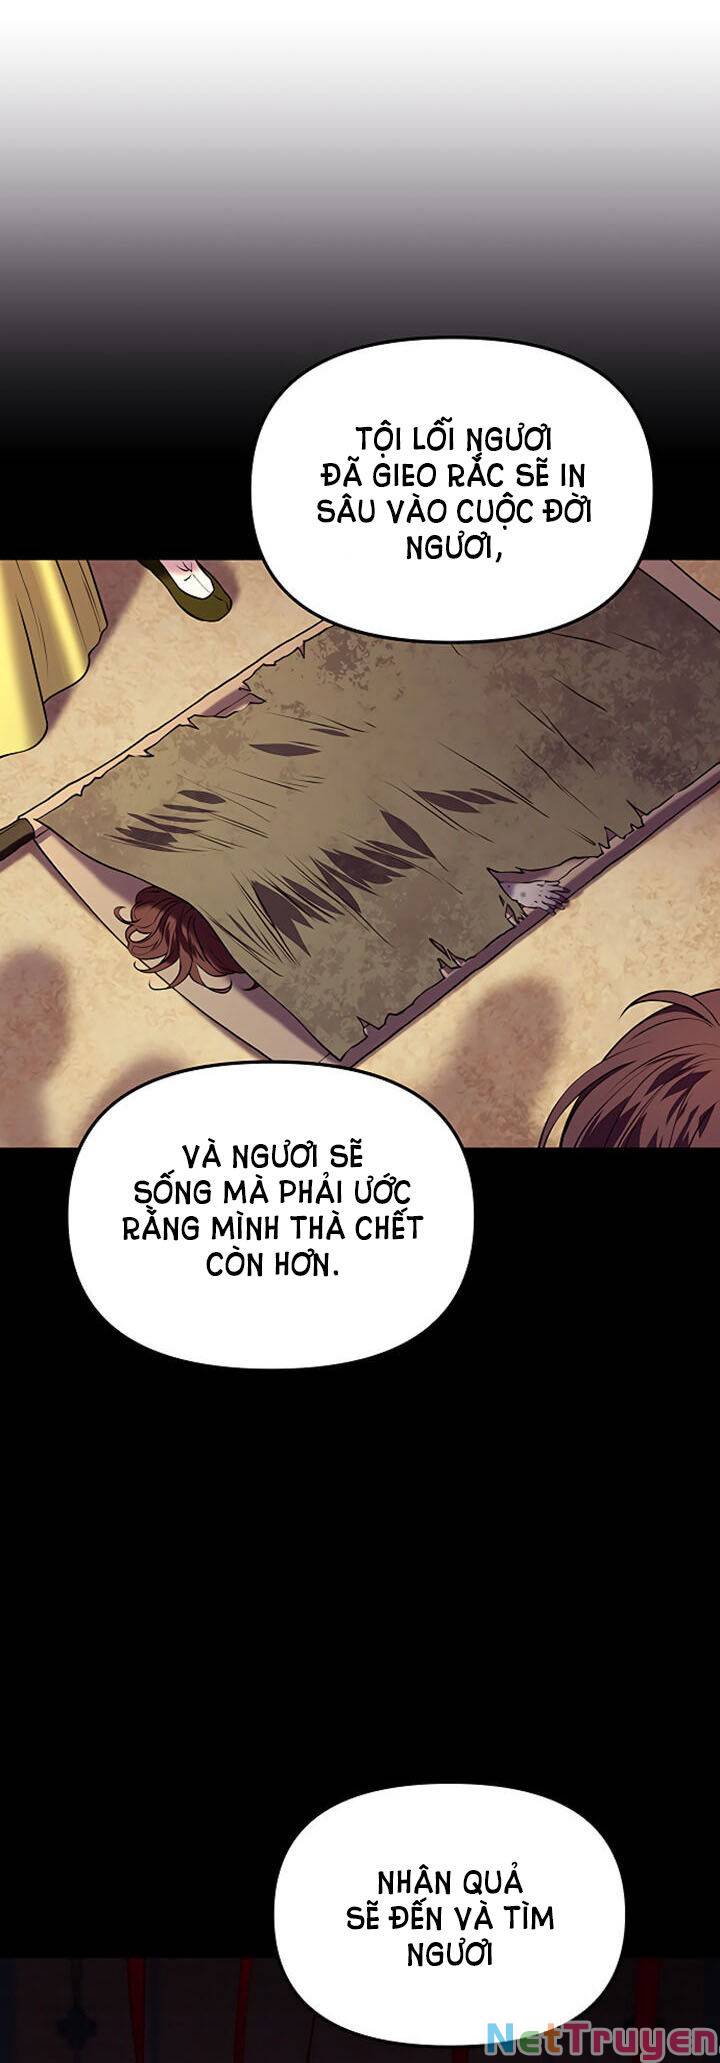 TỘI LỖI NGƯƠI
ĐÃ GIEO RẮC SẼ IN
SÂU VÀO CUỘC ĐỜI
NGƯƠI,
VÀ NGƯƠI SẼ
SỐNG MÀ PHẢI ƯỚC
RẰNG MÌNH THÀ CHẾT
CÒN HƠN.
NHÂN QUẢ
SẼ ĐẾN VÀ TÌM
NGƯƠI
NetTruyen